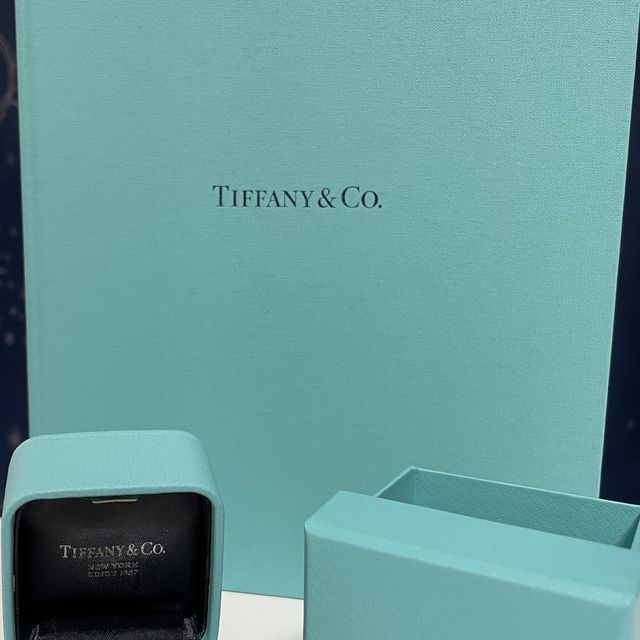 TIFFANY & CO.
TIFFANY & CO.
NEW YORK
SINCE 1837